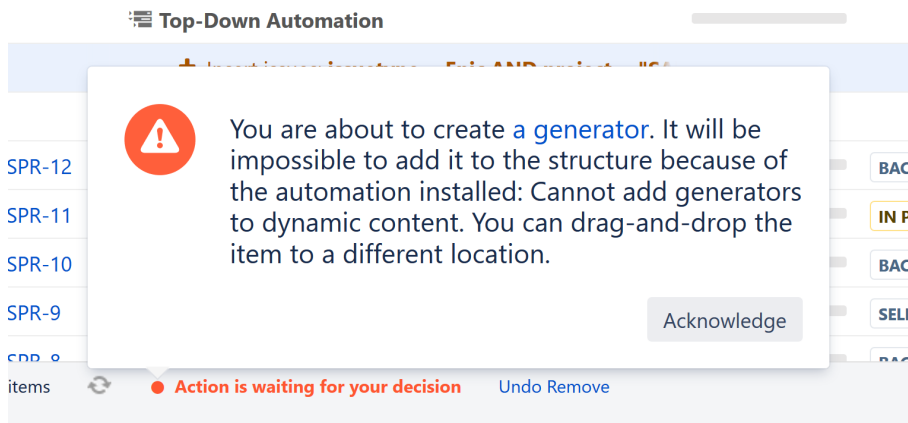 Top-Down Automation
You are about to create a generator. It will be
impossible to add it to the structure because of
the automation installed: Cannot add generators
to dynamic content. You can drag-and-drop the
item to a different location.
SPR-12
SPR-11
IN
SPR-10
SPR-9
Acknowledge
SPR-8
items
Action is waiting for your decision
Undo Remove